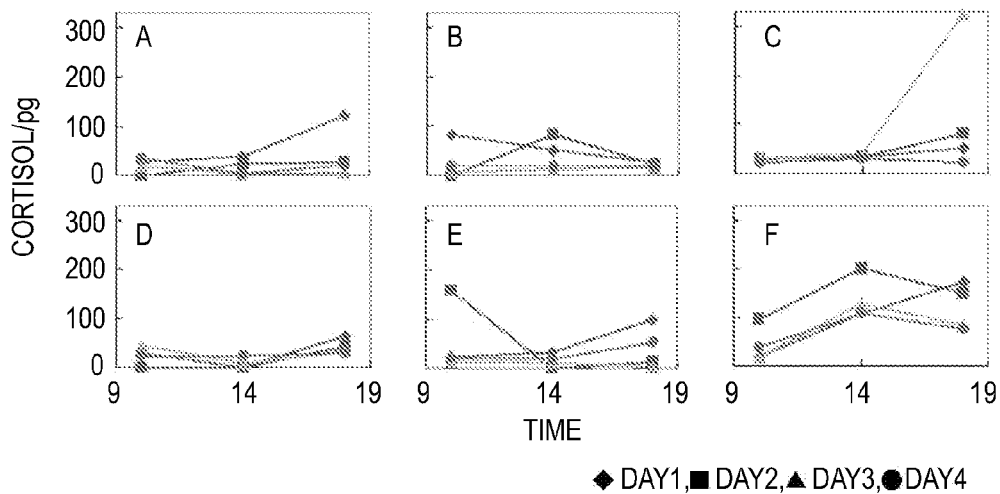 CORTISOL/pg
300
200
100
0
A
B
C
300
200
100
0
D
E
F
9 14 19 9 14 19 9 14 19
TIME
◆ DAY1, ■ DAY2, ▲ DAY3, ● DAY4